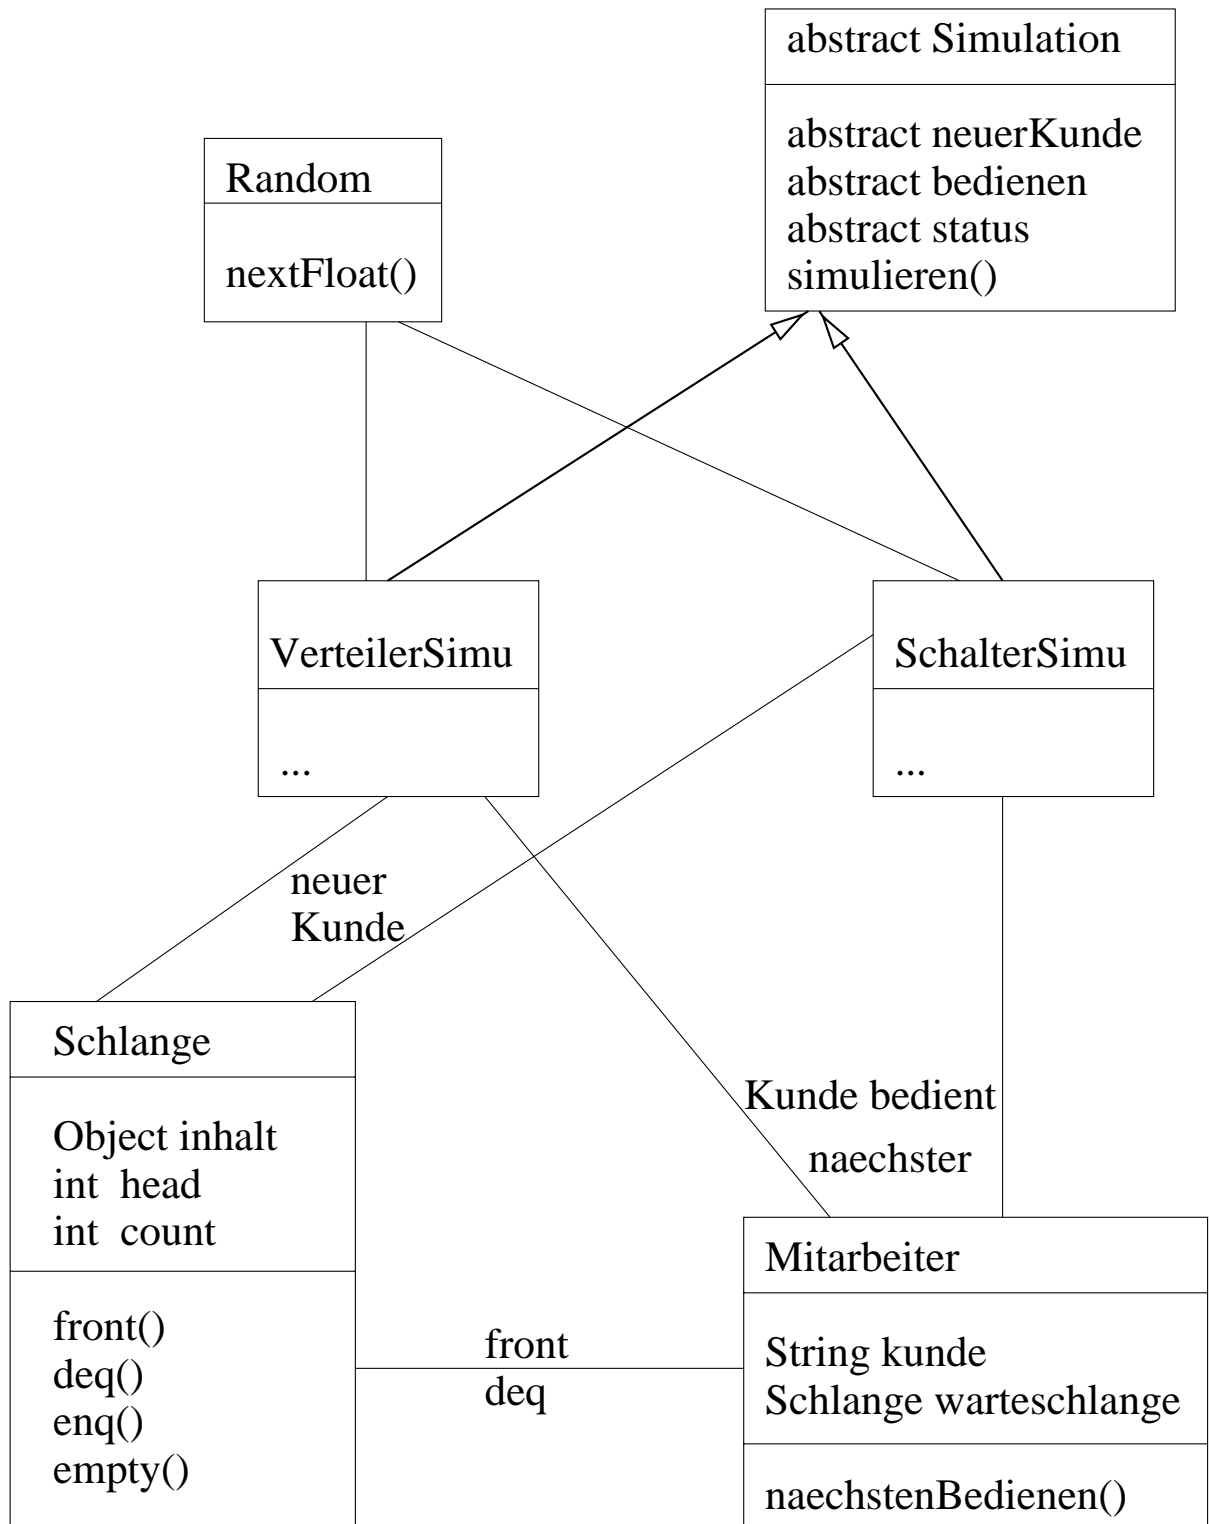 abstract Simulation
abstract neuerKunde
abstract bedienen
abstract status
simulieren()
Random
nextFloat()
VerteilerSimu
...
SchalterSimu
...
neuer
Kunde
Schlange
Object inhalt
int head
int count
front()
deq()
enq()
empty()
Kunde bedient
naechster
front
deq
Mitarbeiter
String kunde
Schlange warteschlange
naechstenBedienen()